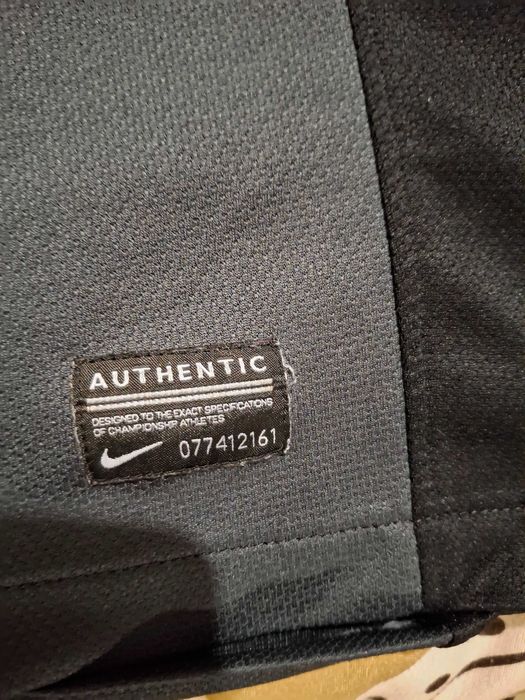 AUTHENTIC
DESIGNED TO THE EXACT SPECIFICATIONS
OF CHAMPIONSHIP ATHLETES
077412161